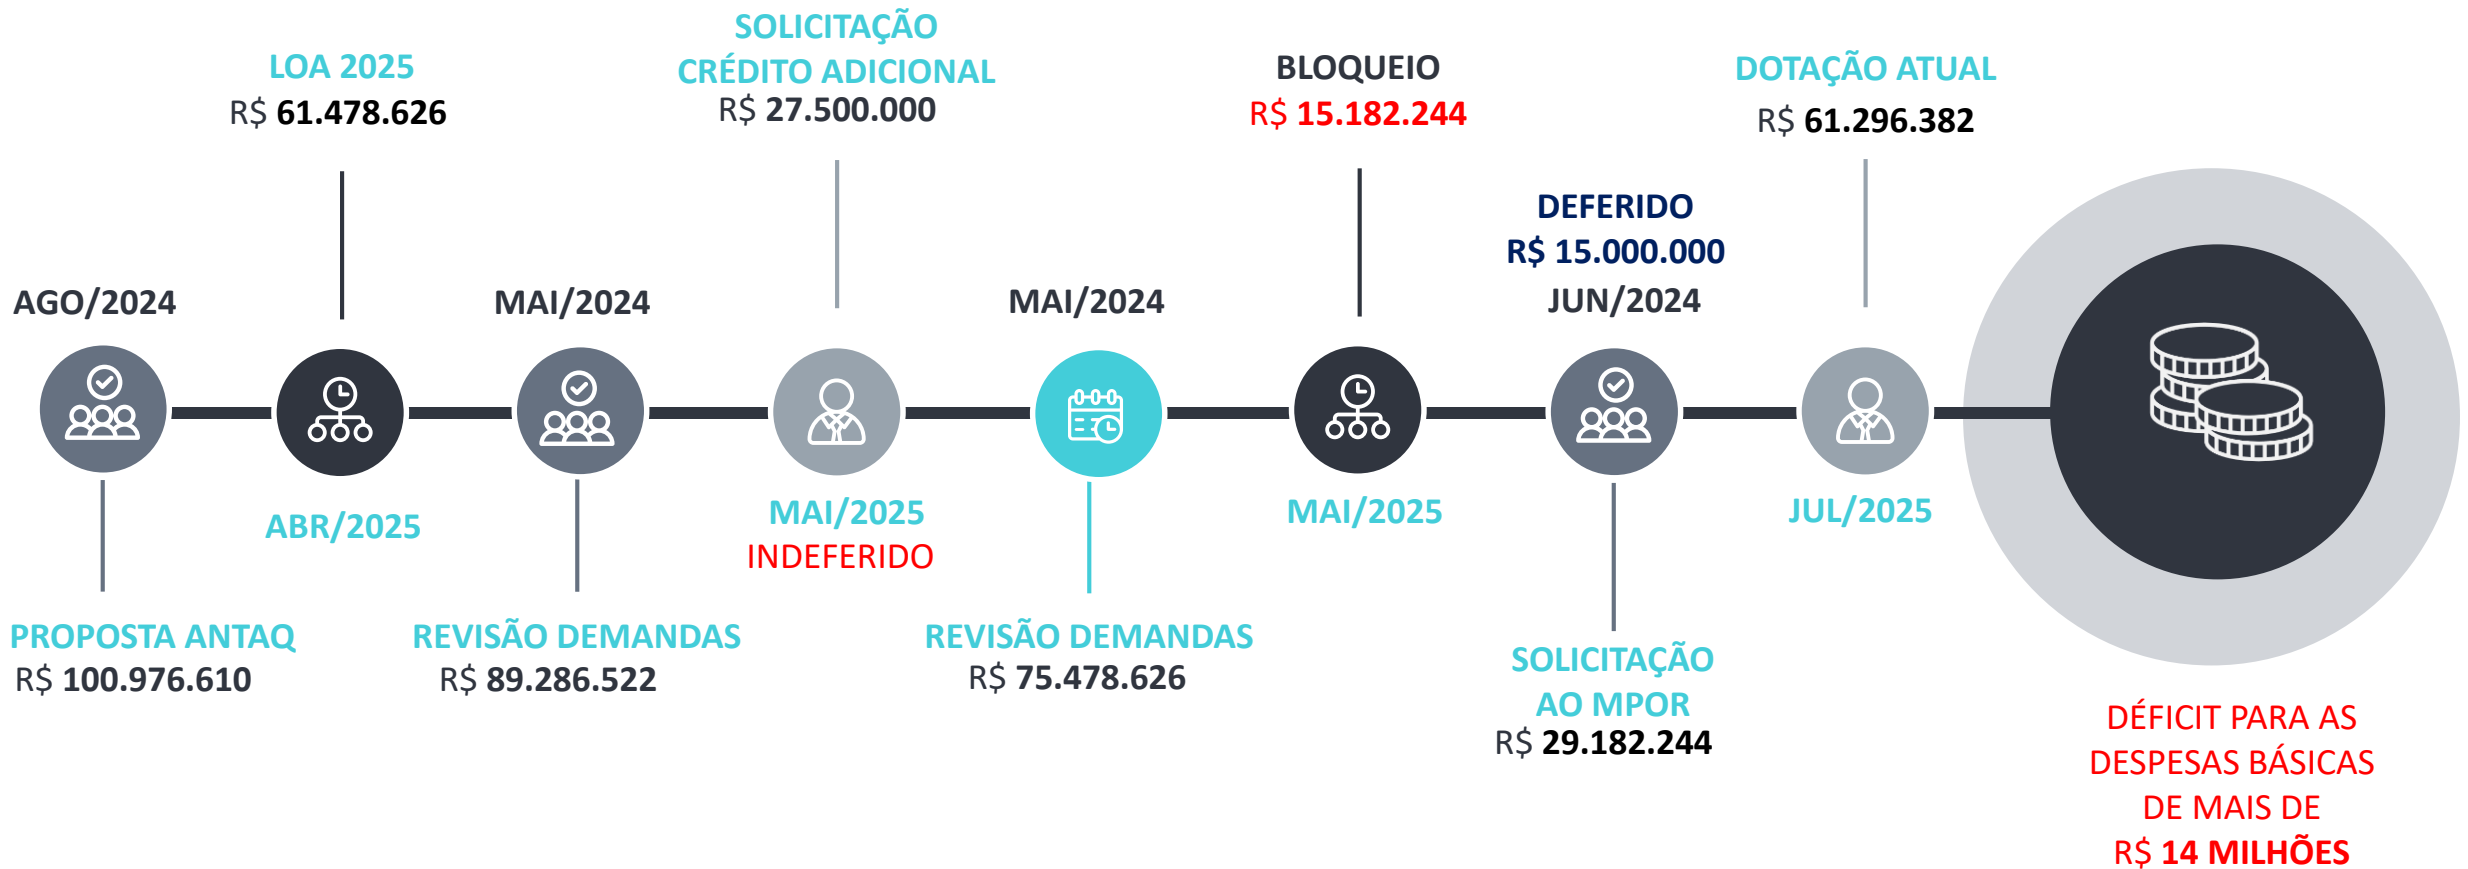 AGO/2024
PROPOSTA ANTAQ
R$ 100.976.610
LOA 2025
R$ 61.478.626
ABR/2025
MAI/2024
REVISÃO DEMANDAS
R$ 89.286.522
SOLICITAÇÃO
CRÉDITO ADICIONAL
R$ 27.500.000
MAI/2025
INDEFERIDO
MAI/2024
REVISÃO DEMANDAS
R$ 75.478.626
BLOQUEIO
R$ 15.182.244
MAI/2025
DEFERIDO
R$ 15.000.000
JUN/2024
SOLICITAÇÃO
AO MPOR
R$ 29.182.244
DOTAÇÃO ATUAL
R$ 61.296.382
JUL/2025
DÉFICIT PARA AS
DESPESAS BÁSICAS
DE MAIS DE
R$ 14 MILHÕES